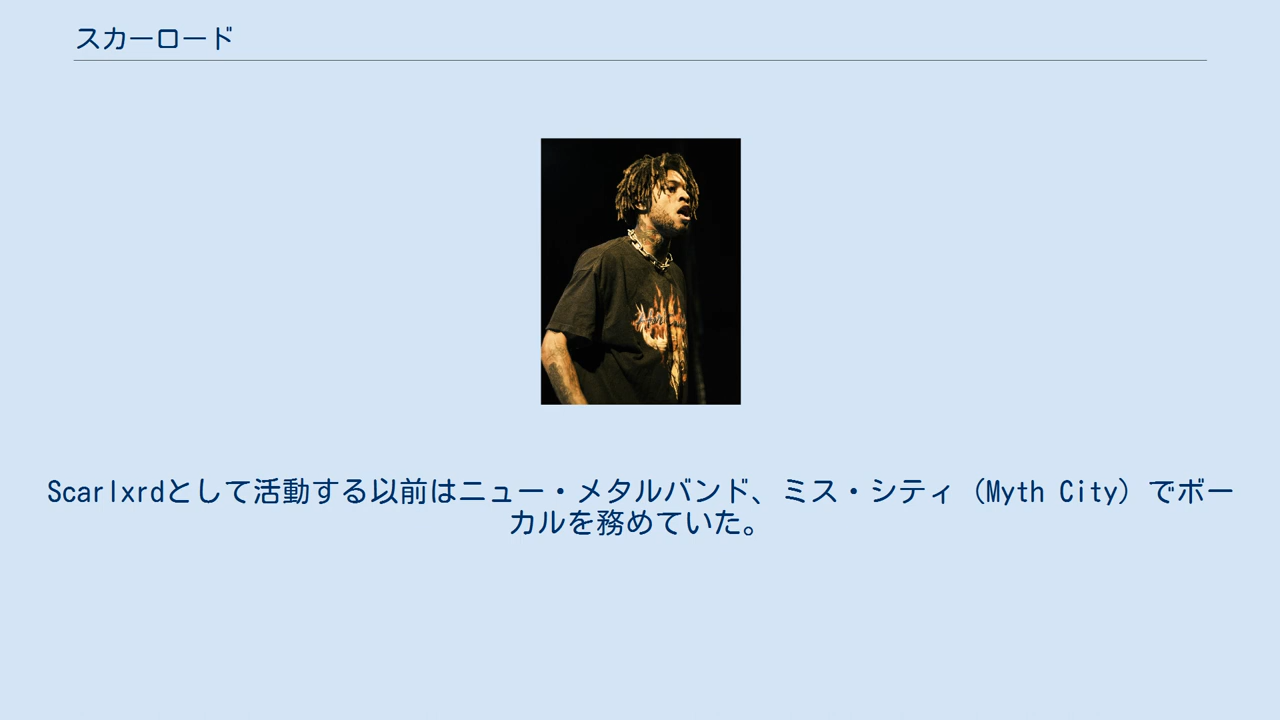 スカーロード
Scarlxrdとして活動する以前はニュー・メタルバンド、ミス・シティ（Myth City）でボー
カルを務めていた。